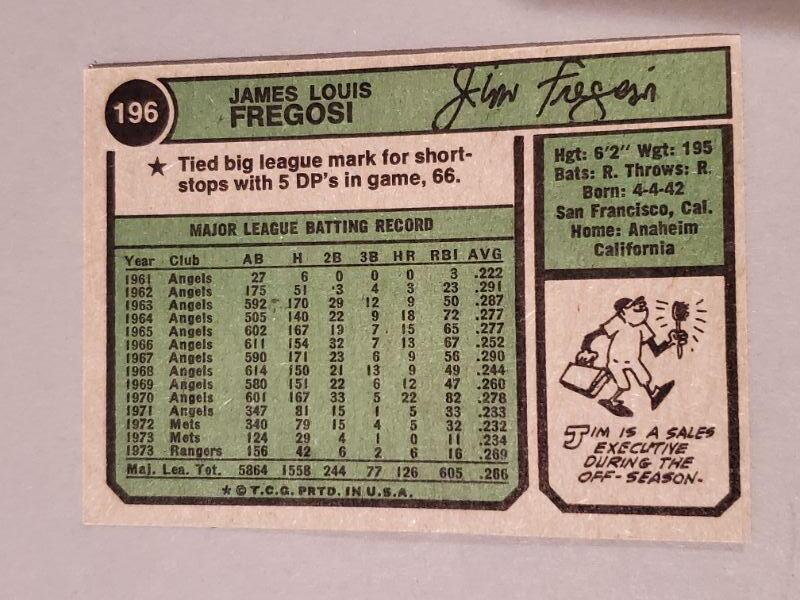 196
JAMES LOUIS
FREGOSI
Jim Fregosi
★ Tied big league mark for short-
stops with 5 DP's in game, 66.
MAJOR LEAGUE BATTING RECORD
Year Club AB H 2B 3B HR RBI AVG
1961 Angels 27 6 0 0 0 3 .222
1962 Angels 175 51 3 4 3 23 .291
1963 Angels 592 170 29 12 9 50 .287
1964 Angels 505 140 22 9 18 72 .277
1965 Angels 602 167 19 7 15 65 .277
1966 Angels 611 154 32 7 13 67 .252
1967 Angels 590 171 23 6 9 56 .290
1968 Angels 614 150 21 13 9 49 .244
1969 Angels 580 151 22 6 12 47 .260
1970 Angels 601 167 33 5 22 82 .278
1971 Angels 347 81 15 1 5 33 .233
1972 Mets 340 79 15 4 5 32 .232
1973 Mets 124 29 4 1 0 11 .234
1973 Rangers 156 42 6 2 6 16 .269
Maj. Lea. Tot. 5864 1558 244 77 126 605 .266
★ © T.C.G. PRTD. IN U.S.A.
Hgt: 6'2" Wgt: 195
Bats: R. Throws: R.
Born: 4-4-42
San Francisco, Cal.
Home: Anaheim
California
JIM IS A SALES
EXECUTIVE
DURING THE
OFF-SEASON.